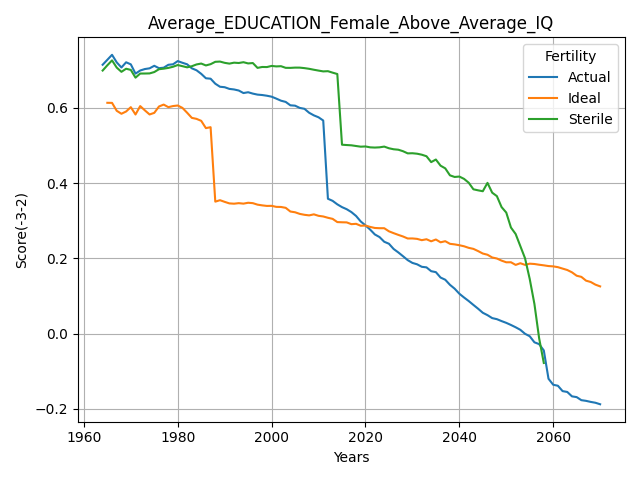 Average_EDUCATION_Female_Above_Average_IQ
Fertility
Actual
Ideal
Sterile
Score(-3-2)
0.6
0.4
0.2
0.0
−0.2
1960 1980 2000 2020 2040 2060
Years